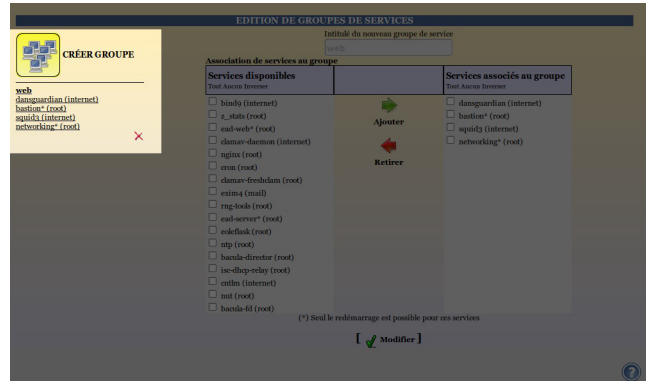 EDITION DE GROUPES DE SERVICES
CRÉER GROUPE
web
dansguardian (internet)
bastion* (root)
squid3 (internet)
networking* (root)
Intitulé du nouveau groupe de service
web
Association de services au groupe
Services disponibles
Tout Aucun Inverser
bind9 (internet)
z_stats (root)
ead-web* (root)
clamav-daemon (internet)
nginx (root)
cron (root)
clamav-freshclam (root)
exim4 (mail)
rng-tools (root)
ead-server* (root)
eoleflask (root)
ntp (root)
bacula-director (root)
isc-dhcp-relay (root)
cntlm (internet)
nut (root)
bacula-fd (root)
Ajouter
Retirer
Services associés au groupe
Tout Aucun Inverser
dansguardian (internet)
bastion* (root)
squid3 (internet)
networking* (root)
(*) Seul le redémarrage est possible pour ces services
[ Modifier ]
?